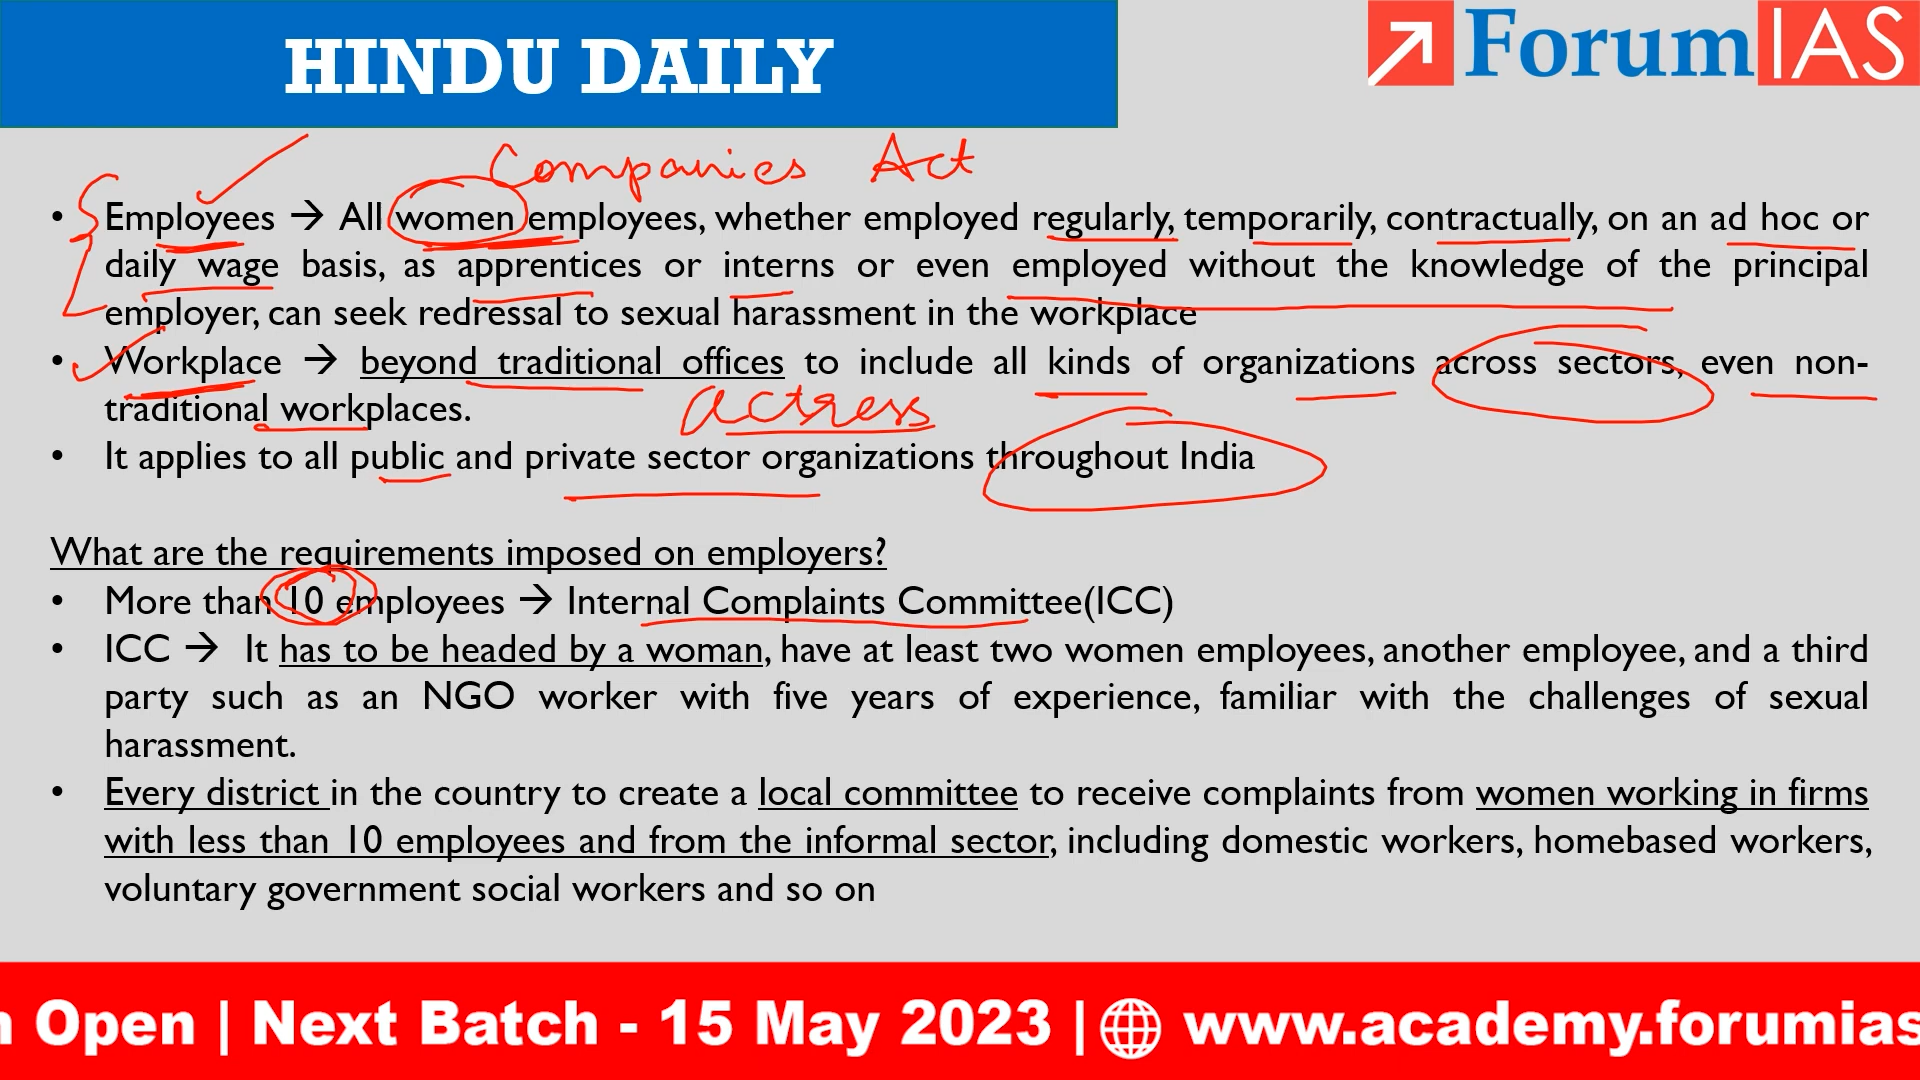 HINDU DAILY
ForumIAS
Companies Act
• Employees → All women employees, whether employed regularly, temporarily, contractually, on an ad hoc or
daily wage basis, as apprentices or interns or even employed without the knowledge of the principal
employer, can seek redressal to sexual harassment in the workplace
• Workplace → beyond traditional offices to include all kinds of organizations across sectors, even non-
traditional workplaces.
actress
• It applies to all public and private sector organizations throughout India
What are the requirements imposed on employers?
• More than 10 employees → Internal Complaints Committee(ICC)
• ICC → It has to be headed by a woman, have at least two women employees, another employee, and a third
party such as an NGO worker with five years of experience, familiar with the challenges of sexual
harassment.
• Every district in the country to create a local committee to receive complaints from women working in firms
with less than 10 employees and from the informal sector, including domestic workers, homebased workers,
voluntary government social workers and so on
n Open | Next Batch - 15 May 2023 | www.academy.forumias